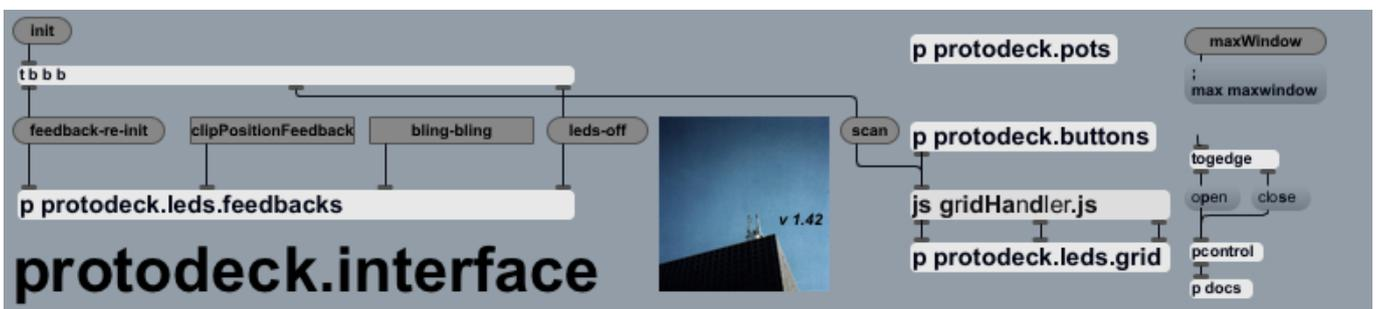 init
t b b b
feedback-re-init
clipPositionFeedback
bling-bling
leds-off
p protodeck.leds.feedbacks
protodeck.interface
v 1.42
scan
p protodeck.pots
p protodeck.buttons
js gridHandler.js
p protodeck.leds.grid
maxWindow
;
max maxwindow
togedge
open
close
pcontrol
p docs